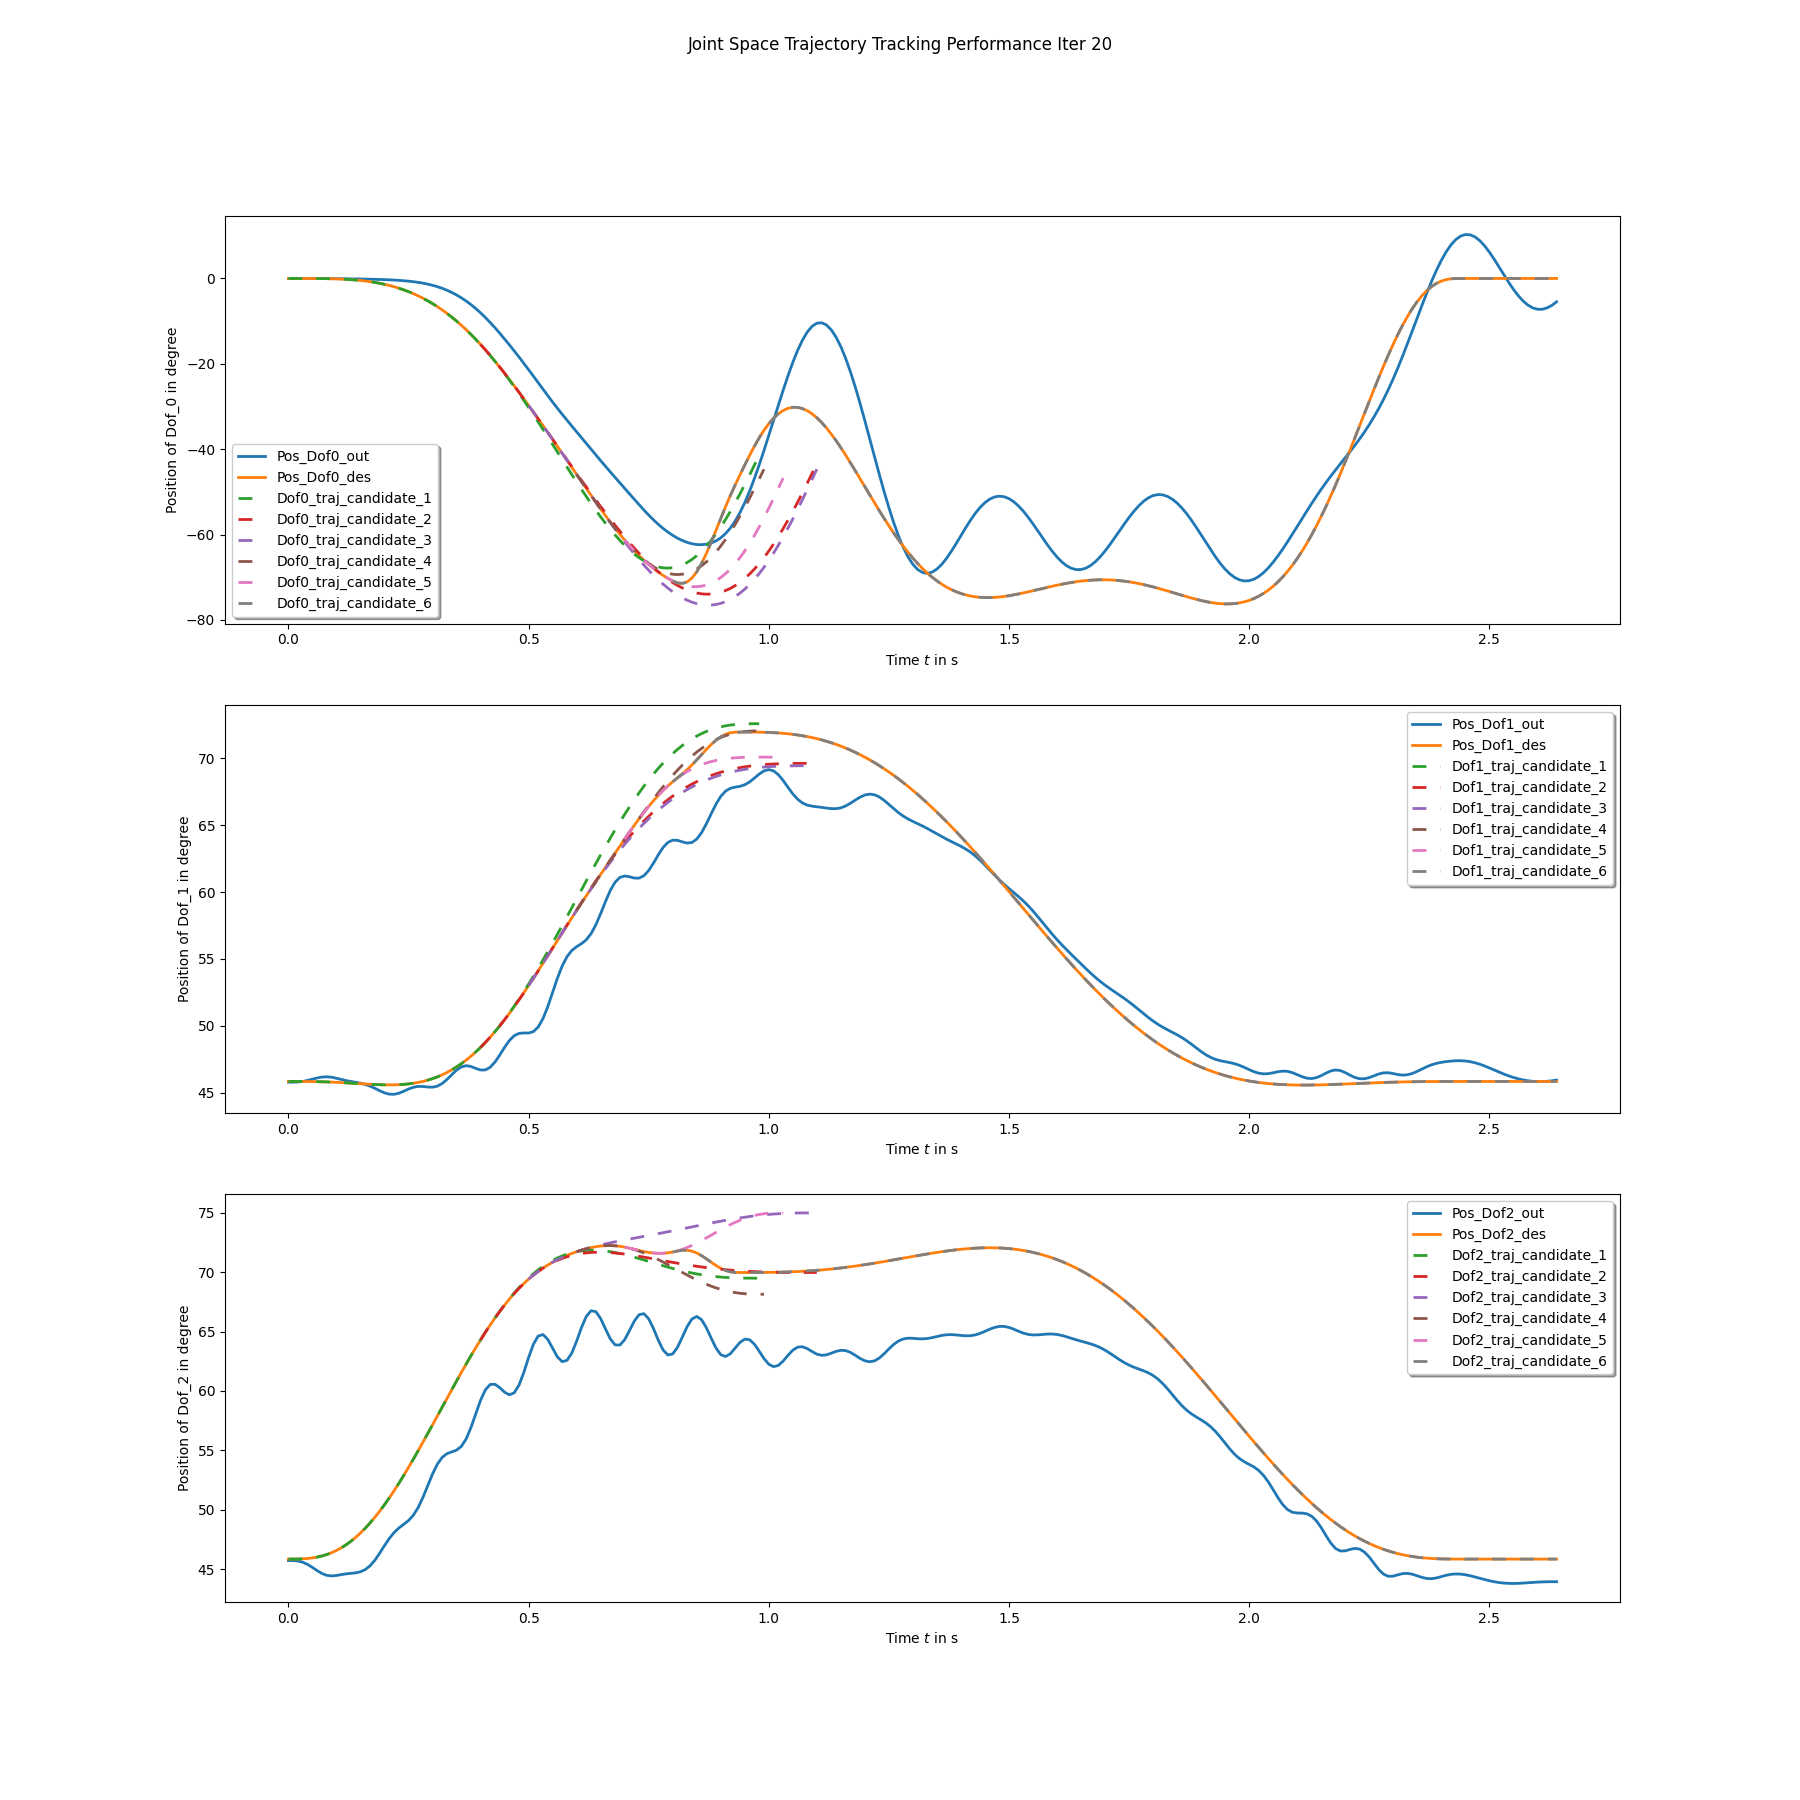 Joint Space Trajectory Tracking Performance Iter 20
Position of Dof_0 in degree
0
−20
−40
−60
−80
Pos_Dof0_out
Pos_Dof0_des
Dof0_traj_candidate_1
Dof0_traj_candidate_2
Dof0_traj_candidate_3
Dof0_traj_candidate_4
Dof0_traj_candidate_5
Dof0_traj_candidate_6
0.0 0.5 1.0 1.5 2.0 2.5
Time t in s
Position of Dof_1 in degree
70
65
60
55
50
45
Pos_Dof1_out
Pos_Dof1_des
Dof1_traj_candidate_1
Dof1_traj_candidate_2
Dof1_traj_candidate_3
Dof1_traj_candidate_4
Dof1_traj_candidate_5
Dof1_traj_candidate_6
0.0 0.5 1.0 1.5 2.0 2.5
Time t in s
Position of Dof_2 in degree
75
70
65
60
55
50
45
Pos_Dof2_out
Pos_Dof2_des
Dof2_traj_candidate_1
Dof2_traj_candidate_2
Dof2_traj_candidate_3
Dof2_traj_candidate_4
Dof2_traj_candidate_5
Dof2_traj_candidate_6
0.0 0.5 1.0 1.5 2.0 2.5
Time t in s